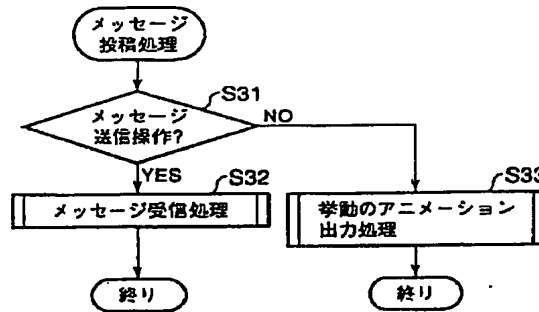 メッセージ
投稿処理
S31
メッセージ
送信操作?
NO
YES
S32
メッセージ受信処理
S33
挙動のアニメーション
出力処理
終り
終り